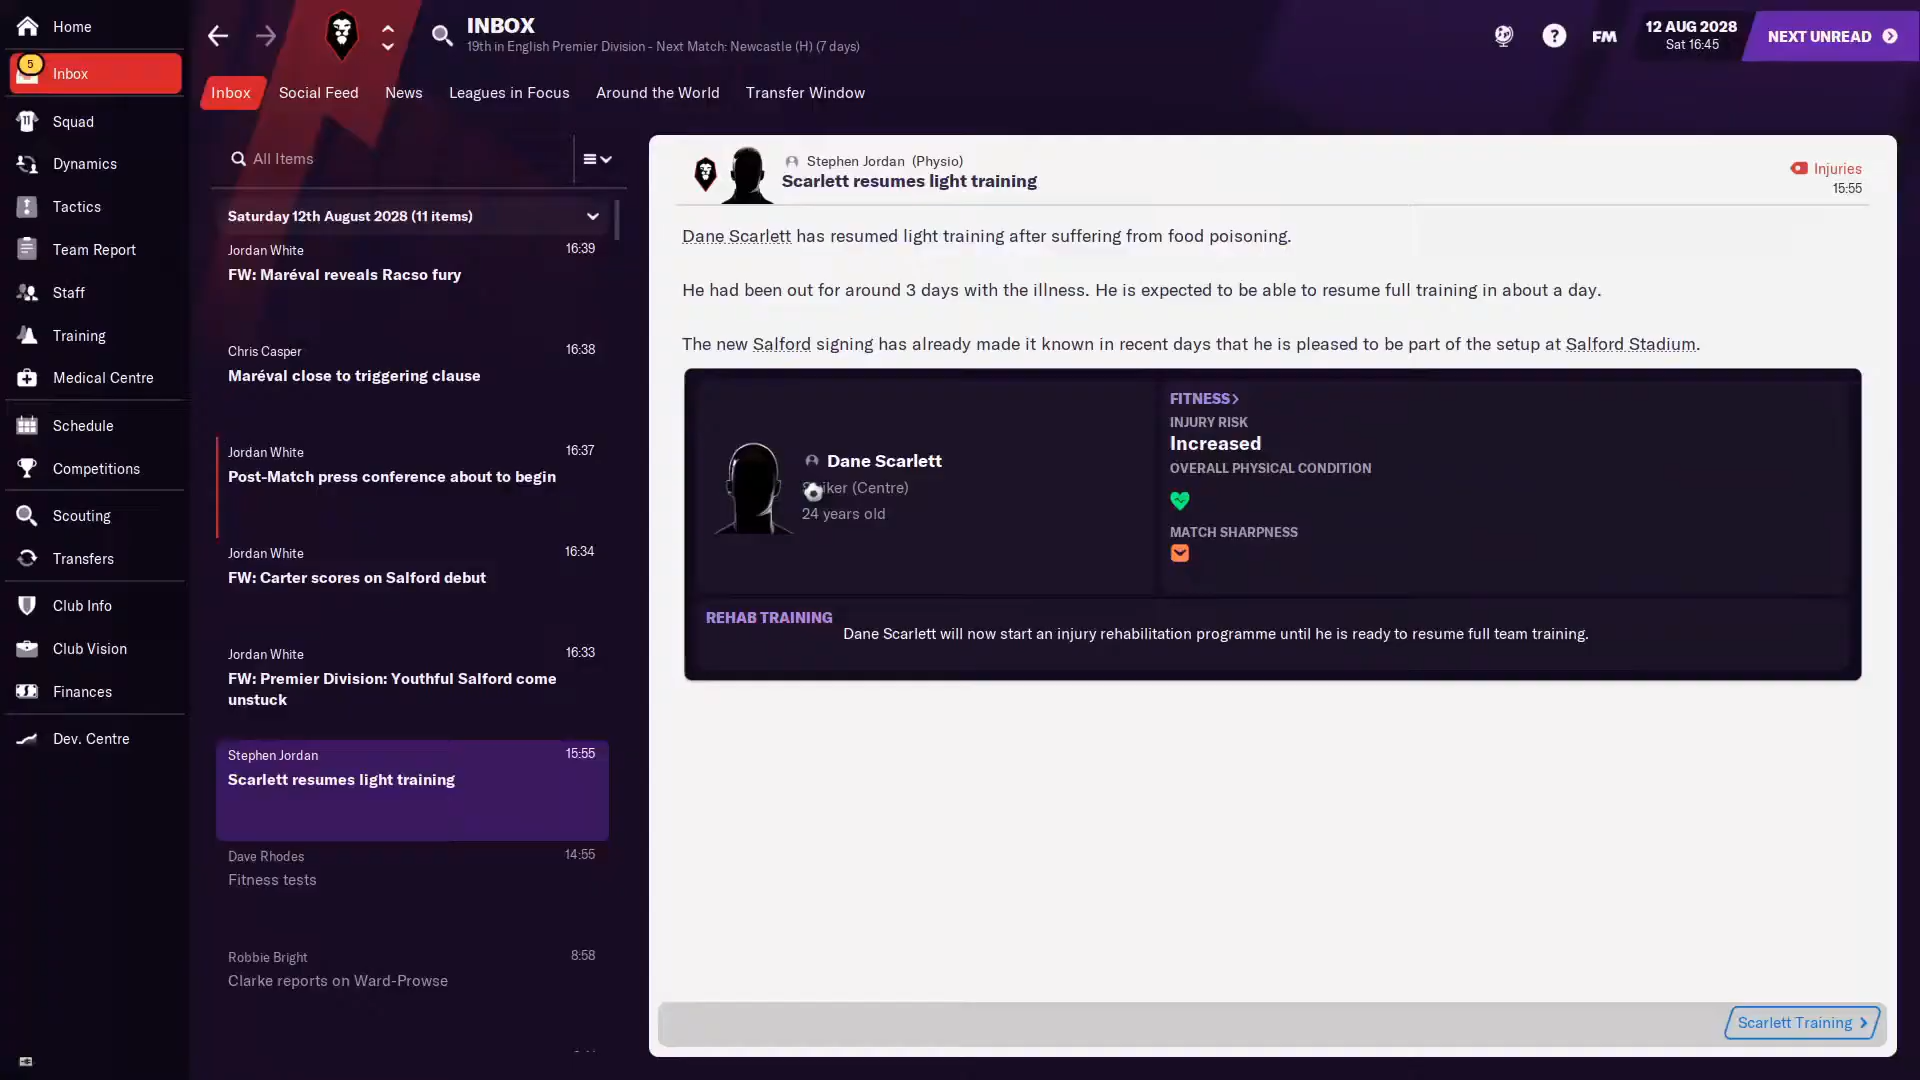 Home
5
Inbox
Squad
Dynamics
Tactics
Team Report
Staff
Training
Medical Centre
Schedule
Competitions
Scouting
Transfers
Club Info
Club Vision
Finances
Dev. Centre
INBOX
19th in English Premier Division - Next Match: Newcastle (H) (7 days)
FM
12 AUG 2028
Sat 16:45
NEXT UNREAD
Inbox
Social Feed
News
Leagues in Focus
Around the World
Transfer Window
All Items
Saturday 12th August 2028 (11 items)
Jordan White
16:39
FW: Maréval reveals Racso fury
Chris Casper
16:38
Maréval close to triggering clause
Jordan White
16:37
Post-Match press conference about to begin
Jordan White
16:34
FW: Carter scores on Salford debut
Jordan White
16:33
FW: Premier Division: Youthful Salford come
unstuck
Stephen Jordan
15:55
Scarlett resumes light training
Dave Rhodes
14:55
Fitness tests
Robbie Bright
8:58
Clarke reports on Ward-Prowse
Stephen Jordan (Physio)
Scarlett resumes light training
Injuries
15:55
Dane Scarlett has resumed light training after suffering from food poisoning.
He had been out for around 3 days with the illness. He is expected to be able to resume full training in about a day.
The new Salford signing has already made it known in recent days that he is pleased to be part of the setup at Salford Stadium.
Dane Scarlett
Striker (Centre)
24 years old
FITNESS
INJURY RISK
Increased
OVERALL PHYSICAL CONDITION
MATCH SHARPNESS
REHAB TRAINING
Dane Scarlett will now start an injury rehabilitation programme until he is ready to resume full team training.
Scarlett Training